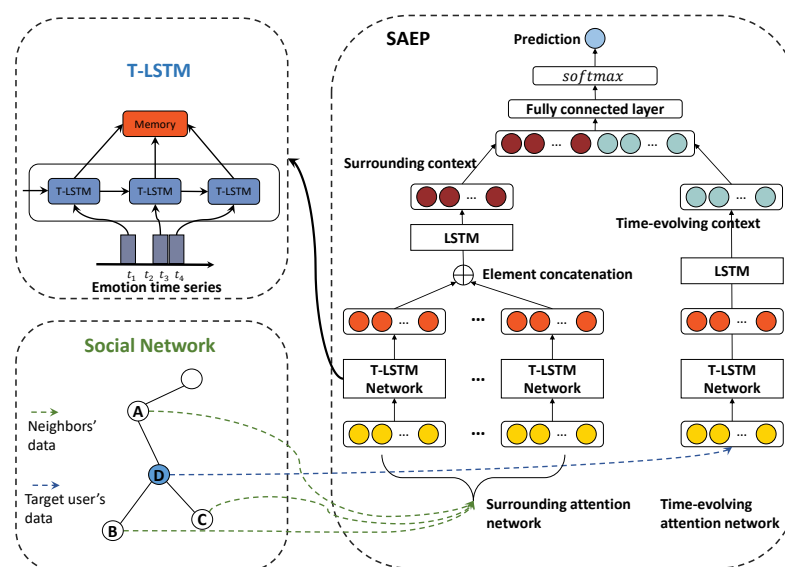 T-LSTM
Memory
T-LSTM T-LSTM T-LSTM
t1 t2 t3 t4
Emotion time series
Social Network
A
Neighbors'
data
D
Target user's
data
C
B
SAEP
Prediction
softmax
Fully connected layer
... ...
Surrounding context
... ...
Time-evolving context
LSTM
LSTM
Element concatenation
... ... ... ...
T-LSTM
Network
...
T-LSTM
Network
T-LSTM
Network
... ... ... ...
Surrounding attention
network
Time-evolving
attention network